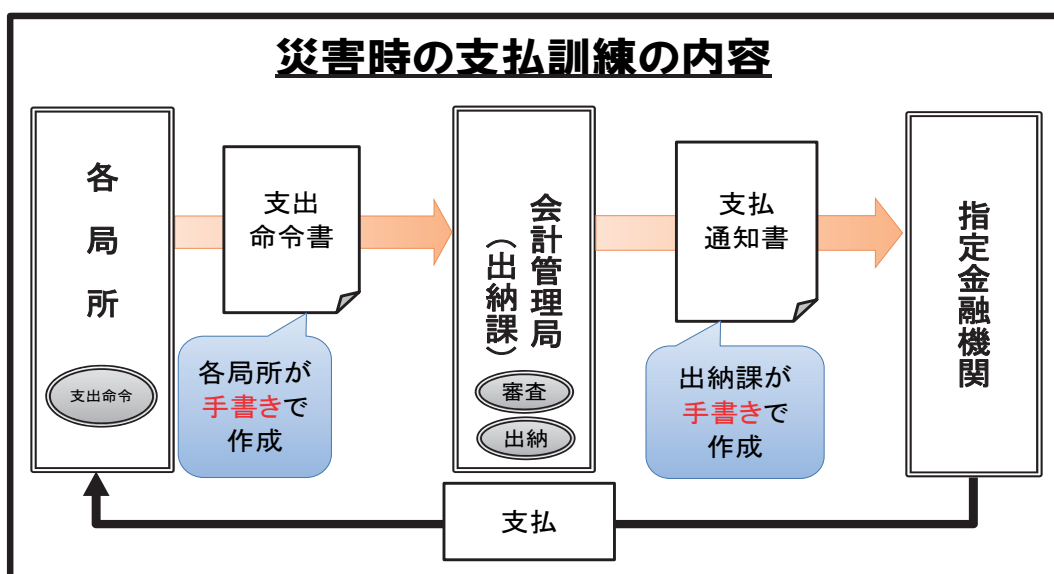 災害時の支払訓練の内容
各局所
支出命令
支出
命令書
各局所が
手書きで
作成
会計管理局
（出納課）
審査
出納
支払
通知書
出納課が
手書きで
作成
指定金融機関
支払